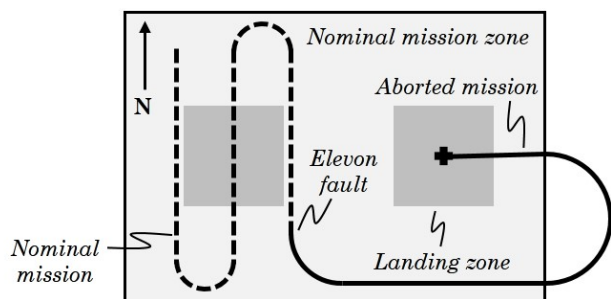 Nominal mission zone
N
Aborted mission
Elevon
fault
Nominal
mission
Landing zone